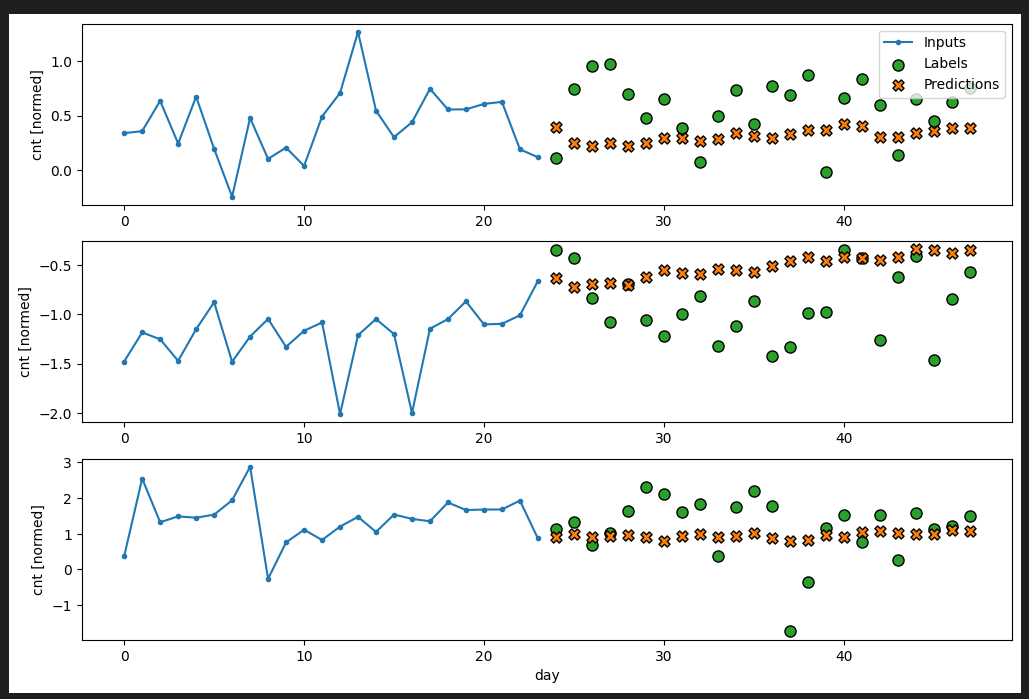 cnt [normed]
1.0
0.5
0.0
Inputs
Labels
Predictions
0 10 20 30 40
cnt [normed]
−0.5
−1.0
−1.5
−2.0
0 10 20 30 40
cnt [normed]
3
2
1
0
−1
0 10 20 30 40
day